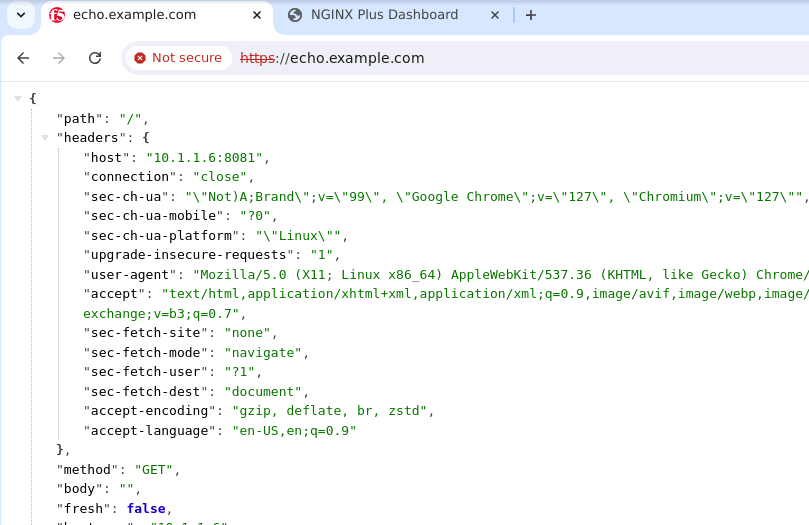 echo.example.com
NGINX Plus Dashboard
Not secure https://echo.example.com
{
"path": "/",
"headers": {
"host": "10.1.1.6:8081",
"connection": "close",
"sec-ch-ua": "\"Not)A;Brand\";v=\"99\", \"Google Chrome\";v=\"127\", \"Chromium\";v=\"127\"",
"sec-ch-ua-mobile": "?0",
"sec-ch-ua-platform": "\"Linux\"",
"upgrade-insecure-requests": "1",
"user-agent": "Mozilla/5.0 (X11; Linux x86_64) AppleWebKit/537.36 (KHTML, like Gecko) Chrome/
"accept": "text/html,application/xhtml+xml,application/xml;q=0.9,image/avif,image/webp,image/
exchange;v=b3;q=0.7",
"sec-fetch-site": "none",
"sec-fetch-mode": "navigate",
"sec-fetch-user": "?1",
"sec-fetch-dest": "document",
"accept-encoding": "gzip, deflate, br, zstd",
"accept-language": "en-US,en;q=0.9"
},
"method": "GET",
"body": "",
"fresh": false,